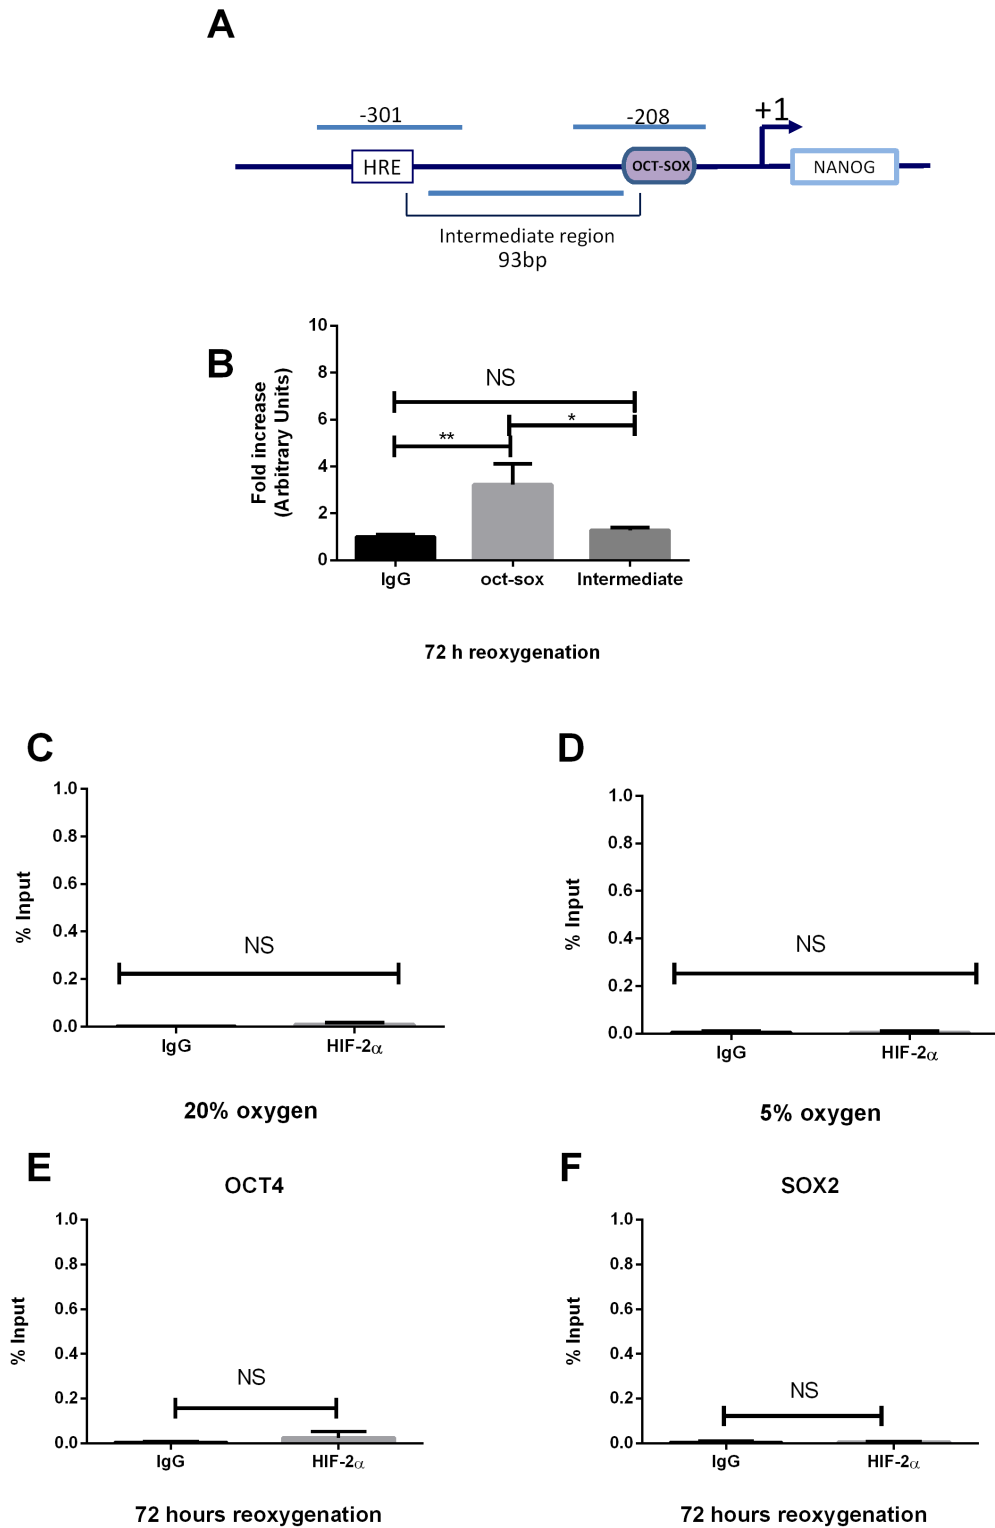 A
-301
-208
+1
HRE
OCT-SOX
NANOG
Intermediate region
93bp
B
Fold increase
(Arbitrary Units)
10
8
6
4
2
0
NS
*
**
IgG
oct-sox
Intermediate
72 h reoxygenation
C
% Input
1.0
0.8
0.6
0.4
0.2
0.0
NS
IgG
HIF-2α
20% oxygen
D
% Input
1.0
0.8
0.6
0.4
0.2
0.0
NS
IgG
HIF-2α
5% oxygen
E
OCT4
% Input
1.0
0.8
0.6
0.4
0.2
0.0
NS
IgG
HIF-2α
72 hours reoxygenation
F
SOX2
% Input
1.0
0.8
0.6
0.4
0.2
0.0
NS
IgG
HIF-2α
72 hours reoxygenation